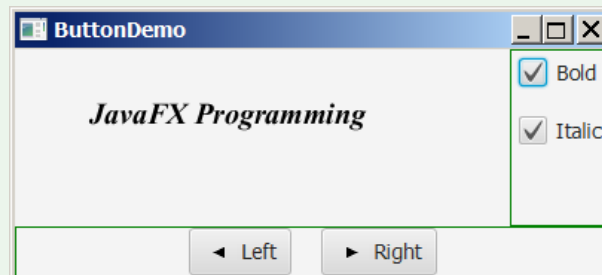 ButtonDemo
Bold
JavaFX Programming
Italic
Left Right